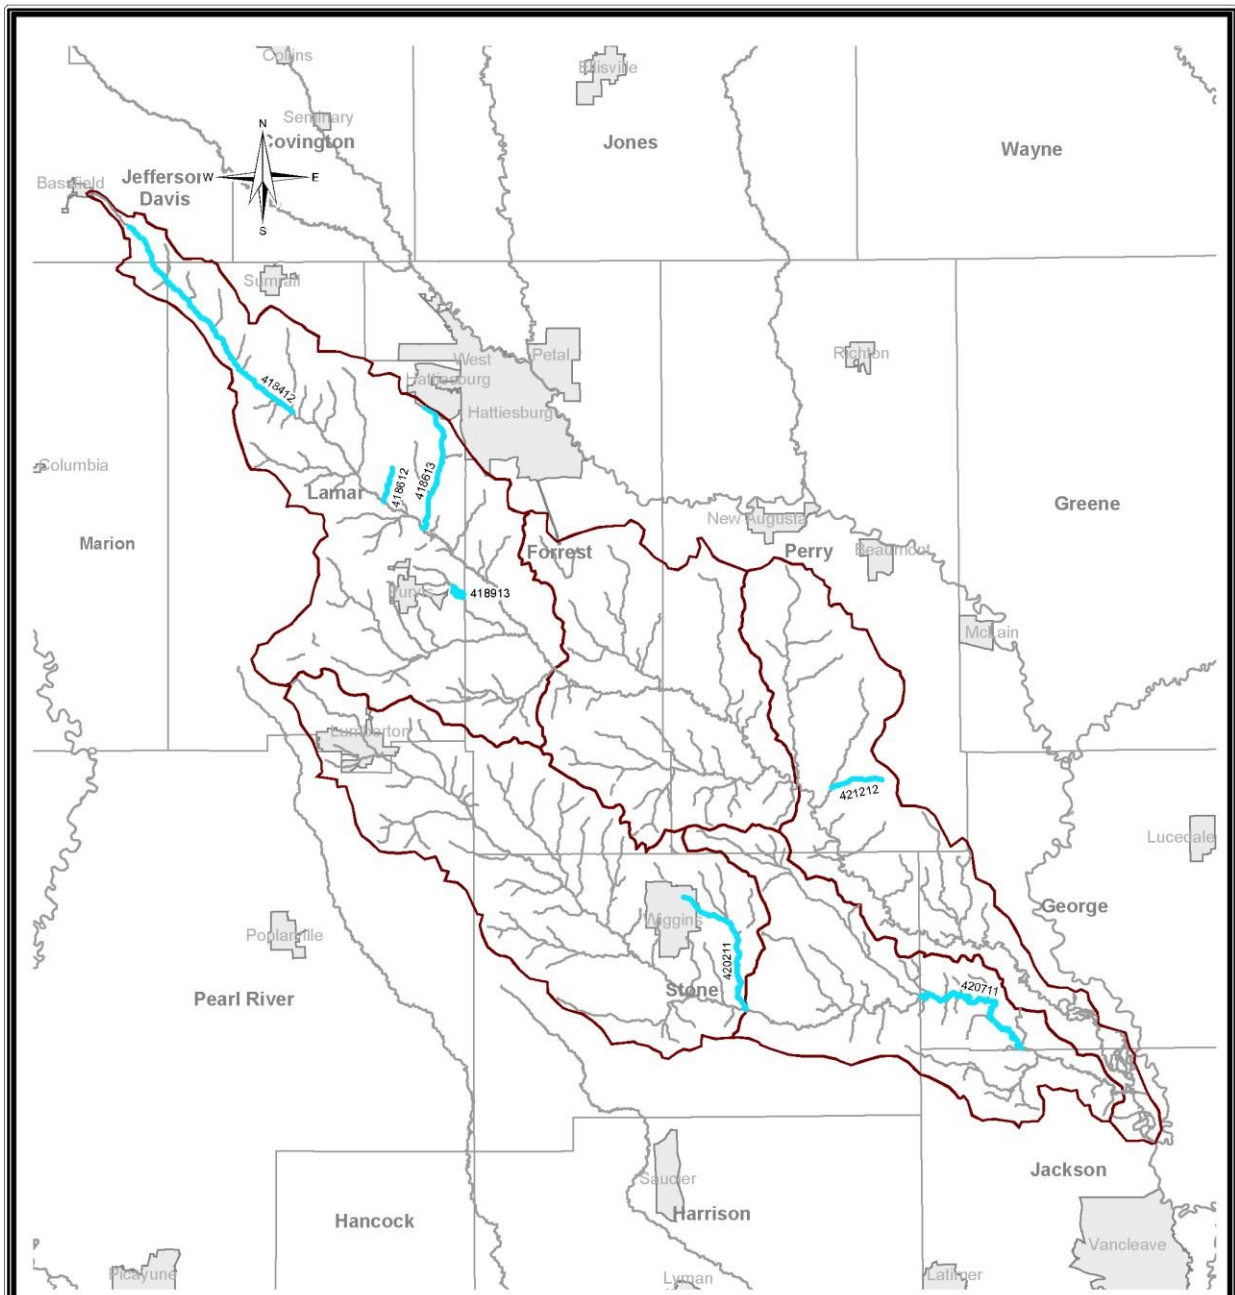 Collins
Ellisville
Seminary
Covington
Jones
Wayne
N
W
E
S
Bassfield
Jefferson
Davis
Sumrall
West
Hattiesburg
Petal
Hattiesburg
Richton
418412
Columbia
418612
418613
Lamar
Greene
Marion
New Augusta
Forrest
Perry
Beaumont
Purvis
418913
McLain
Lumberton
421212
Lucedale
George
Wiggins
Poplarville
420211
Stone
420711
Pearl River
Jackson
Saucier
Harrison
Hancock
Vancleave
Picayune
Lyman
Latimer